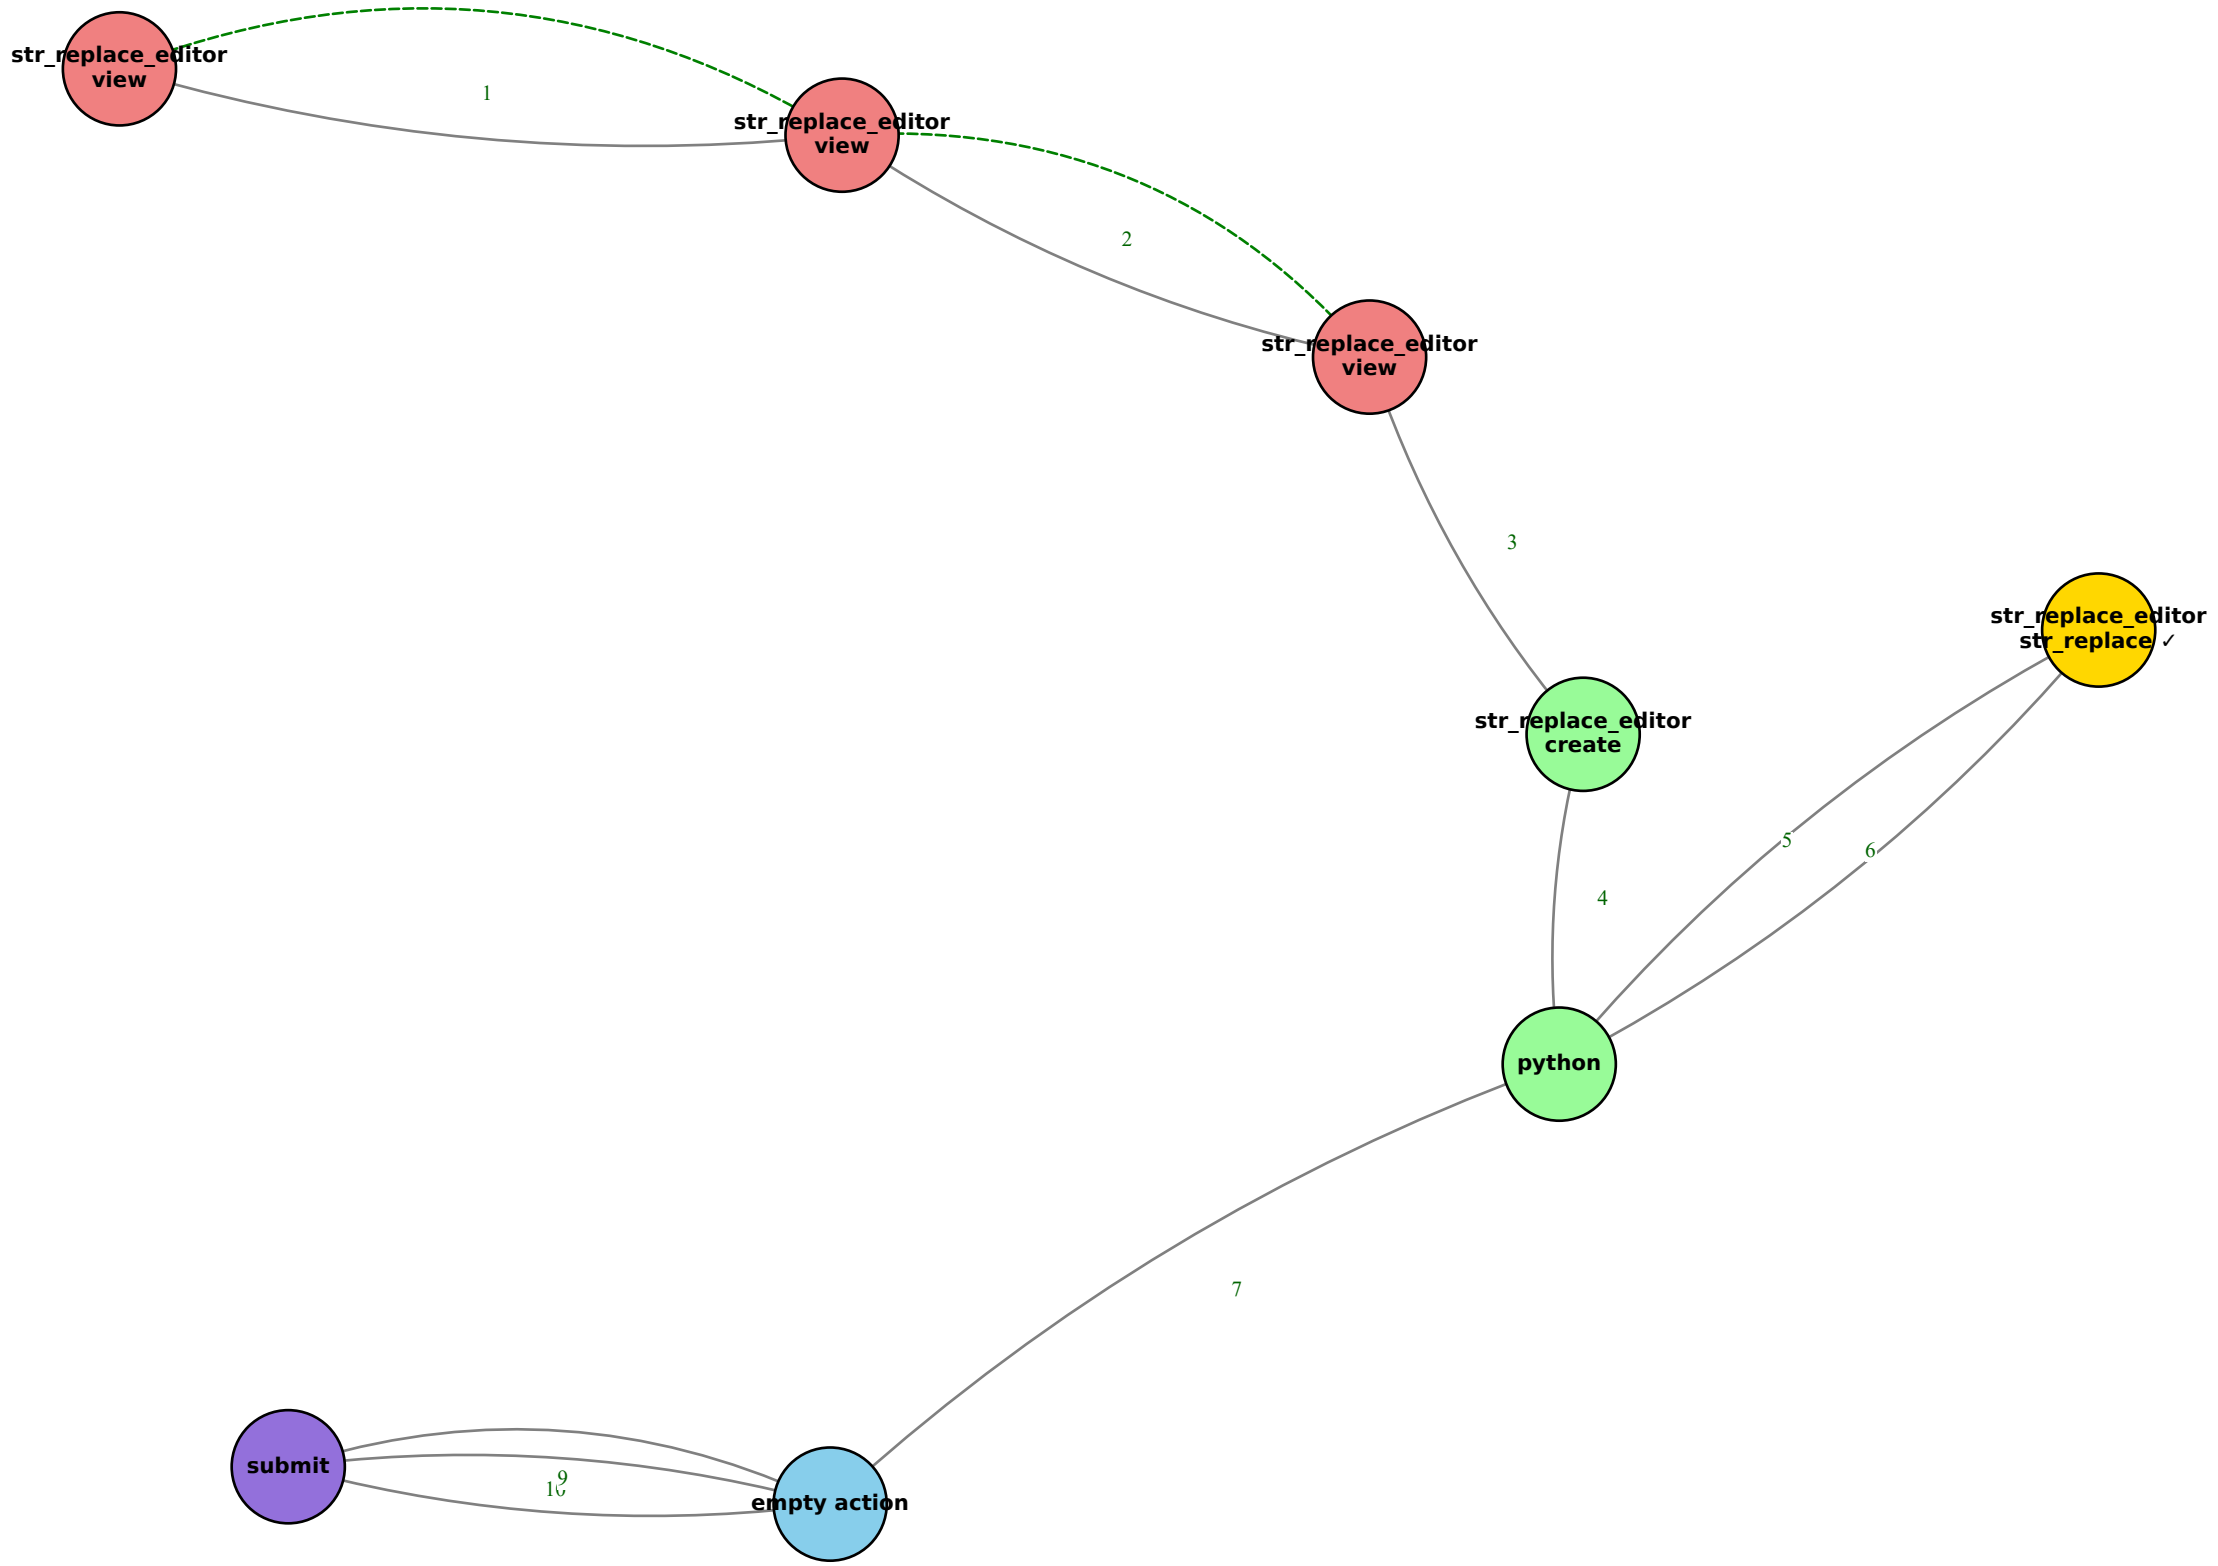 str_replace_editor
view
1
str_replace_editor
view
2
str_replace_editor
view
3
str_replace_editor
str_replace ✓
str_replace_editor
create
5
6
4
python
7
submit
9
10
empty action